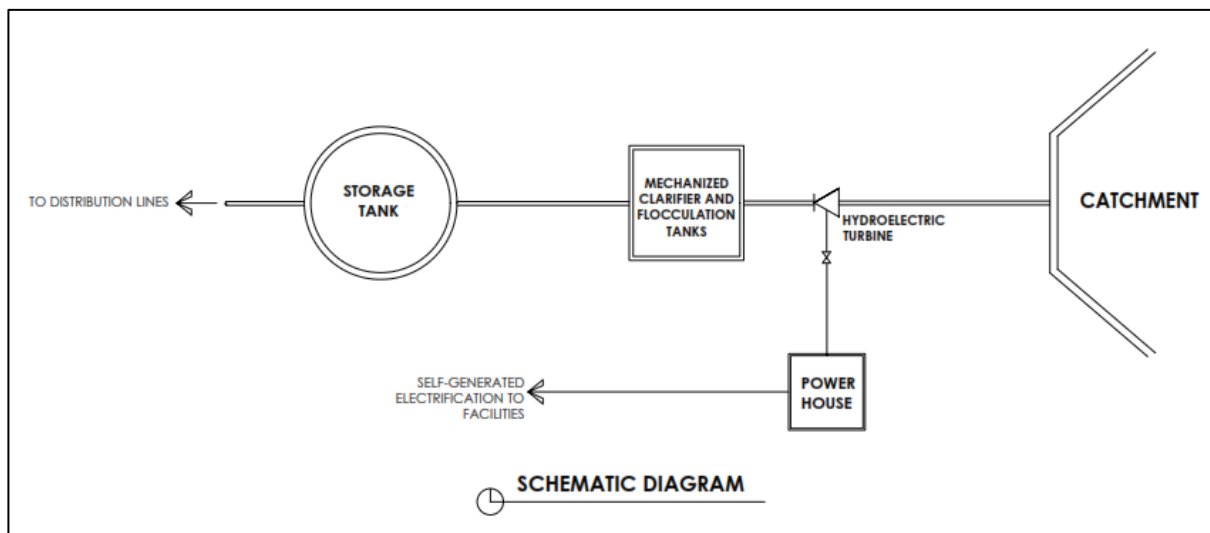 TO DISTRIBUTION LINES
STORAGE
TANK
MECHANIZED
CLARIFIER AND
FLOCCULATION
TANKS
HYDROELECTRIC
TURBINE
CATCHMENT
SELF-GENERATED
ELECTRIFICATION TO
FACILITIES
POWER
HOUSE
SCHEMATIC DIAGRAM